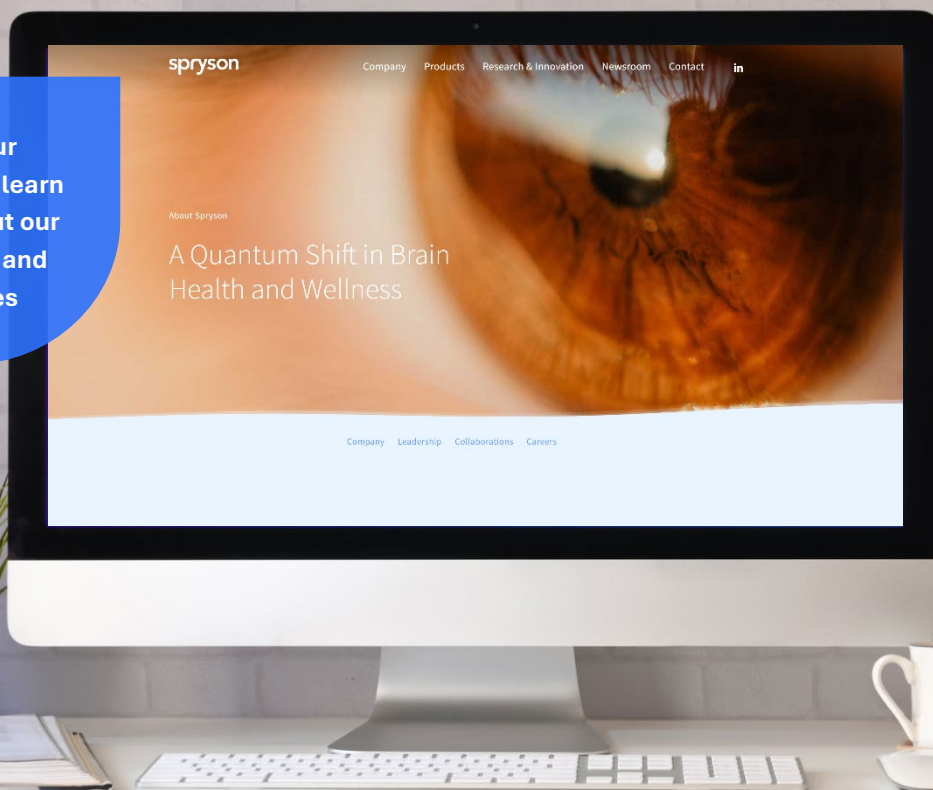 spryson
Company Products Research & Innovation Newsroom Contact in
ur
learn
ut our
and
es
About Spryson
A Quantum Shift in Brain
Health and Wellness
Company Leadership Collaborations Careers